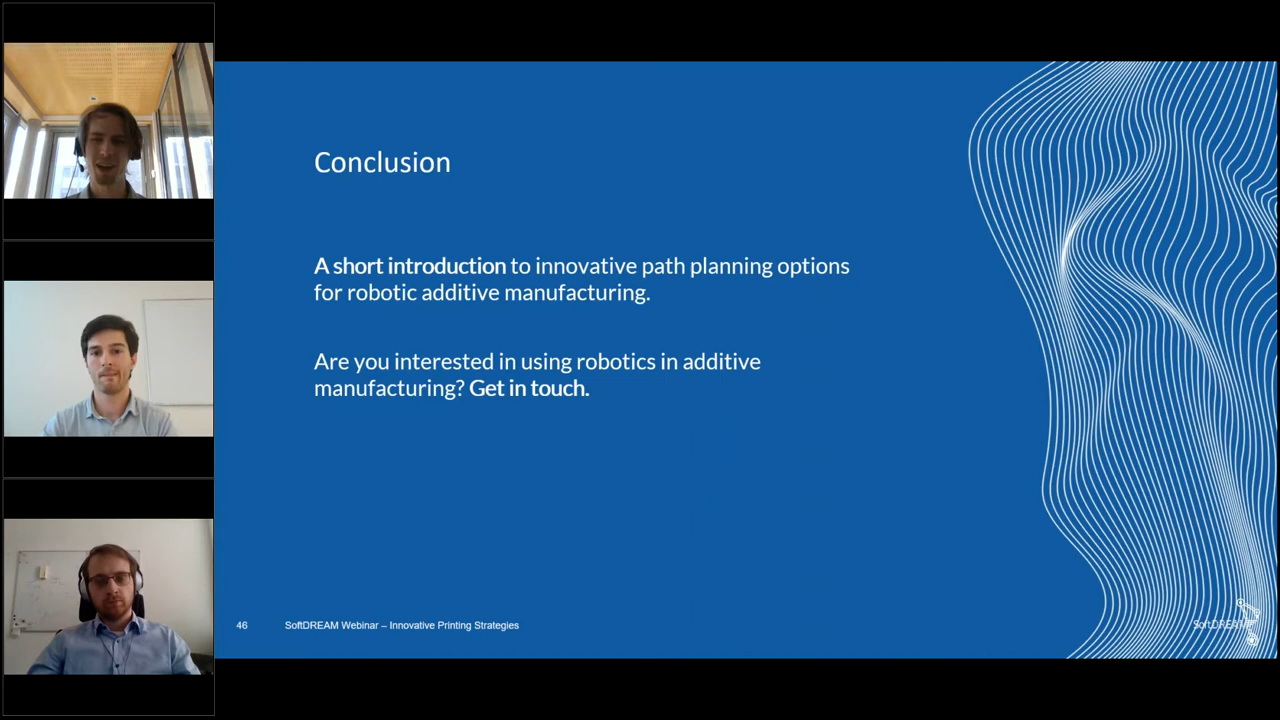 Conclusion
A short introduction to innovative path planning options
for robotic additive manufacturing.
Are you interested in using robotics in additive
manufacturing? Get in touch.
46
SoftDREAM Webinar – Innovative Printing Strategies
SoftDREAM